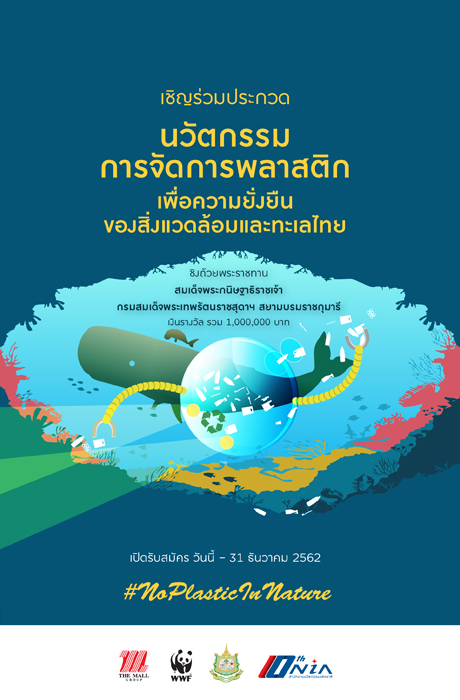 เชิญร่วมประกวด
นวัตกรรม
การจัดการพลาสติก
เพื่อความยั่งยืน
ของสิ่งแวดล้อมและทะเลไทย
ชิงถ้วยพระราชทาน
สมเด็จพระกนิษฐาธิราชเจ้า
กรมสมเด็จพระเทพรัตนราชสุดาฯ สยามบรมราชกุมารี
เงินรางวัล รวม 1,000,000 บาท
เปิดรับสมัคร วันนี้ – 31 ธันวาคม 2562
#NoPlasticInNature
THE MALL
GROUP
WWF
10th NIA